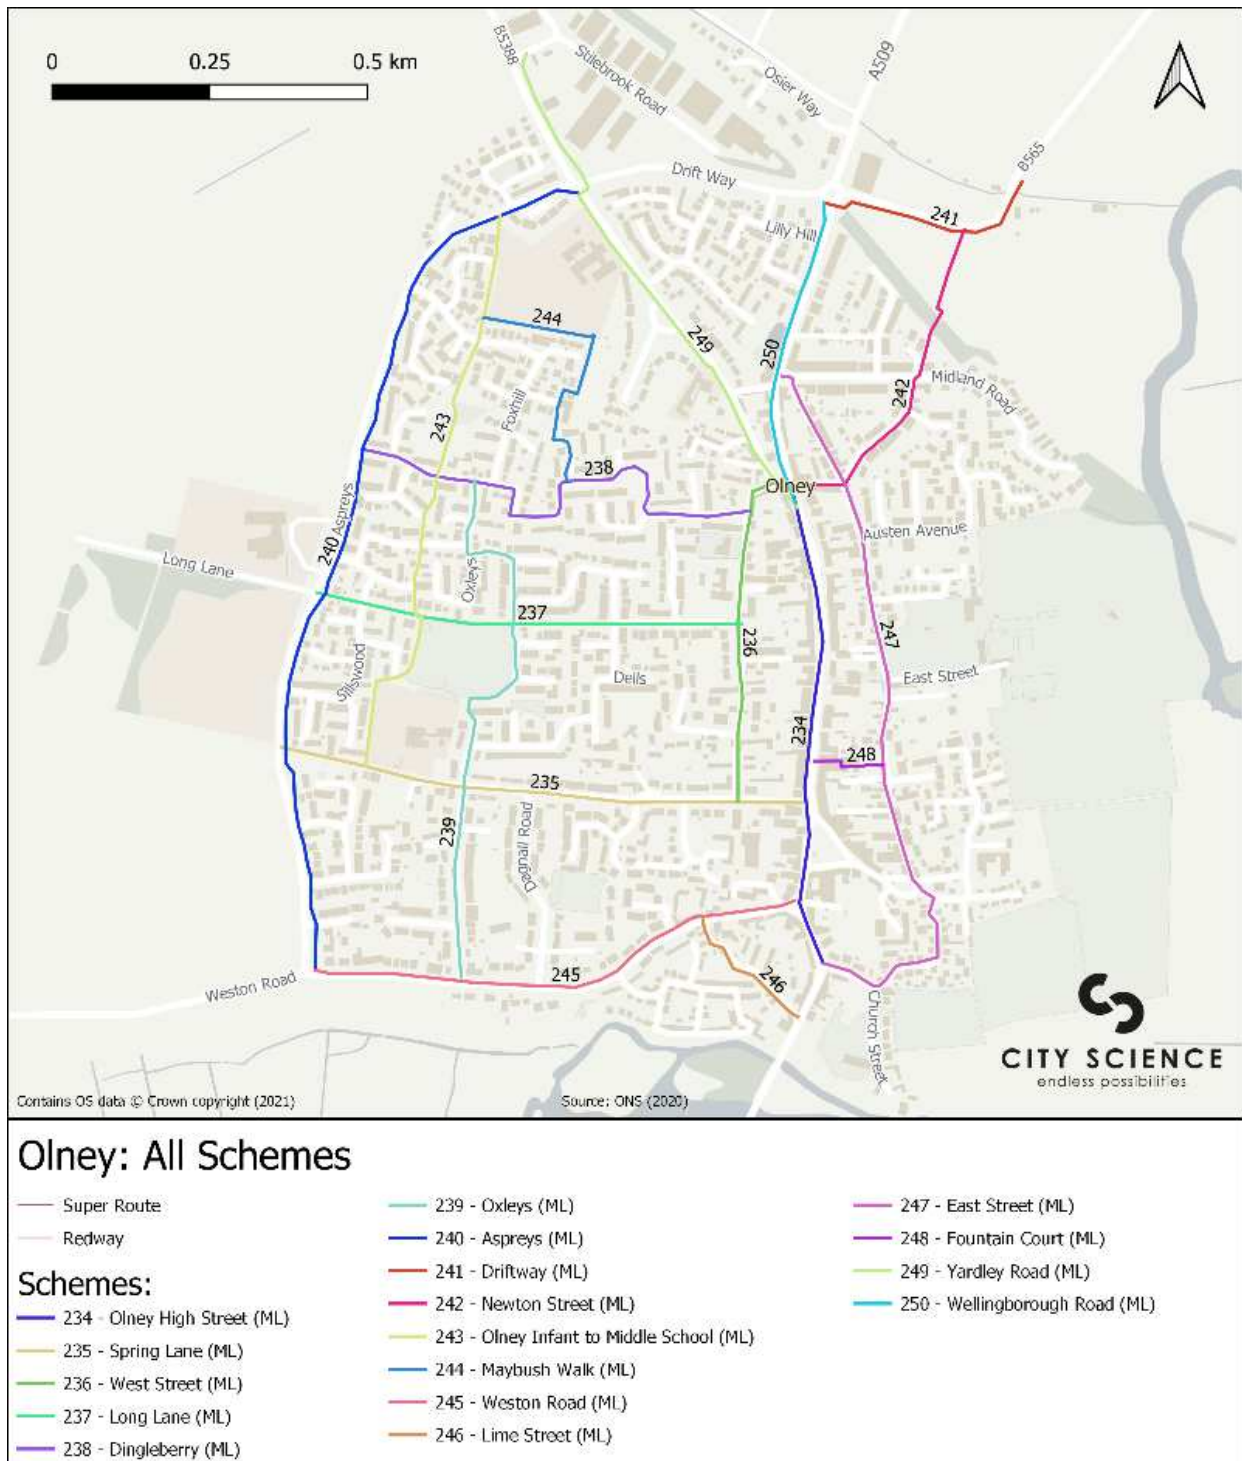 0 0.25 0.5 km
B5388
Stilebrook Road
Osier Way
A509
B565
Drift Way
241
Lilly Hill
244
249
250
Midland Road
242
Foxhill
243
238
Olney
Aspreys
240
Long Lane
Austen Avenue
Oxleys
237
236
247
Sillswood
Dells
East Street
234
248
235
239
Dagnall Road
245
246
Weston Road
Church Street
CITY SCIENCE
endless possibilities
Contains OS data © Crown copyright (2021)
Source: ONS (2020)
Olney: All Schemes
Super Route
Redway
Schemes:
234 - Olney High Street (ML)
235 - Spring Lane (ML)
236 - West Street (ML)
237 - Long Lane (ML)
238 - Dingleberry (ML)
239 - Oxleys (ML)
240 - Aspreys (ML)
241 - Driftway (ML)
242 - Newton Street (ML)
243 - Olney Infant to Middle School (ML)
244 - Maybush Walk (ML)
245 - Weston Road (ML)
246 - Lime Street (ML)
247 - East Street (ML)
248 - Fountain Court (ML)
249 - Yardley Road (ML)
250 - Wellingborough Road (ML)